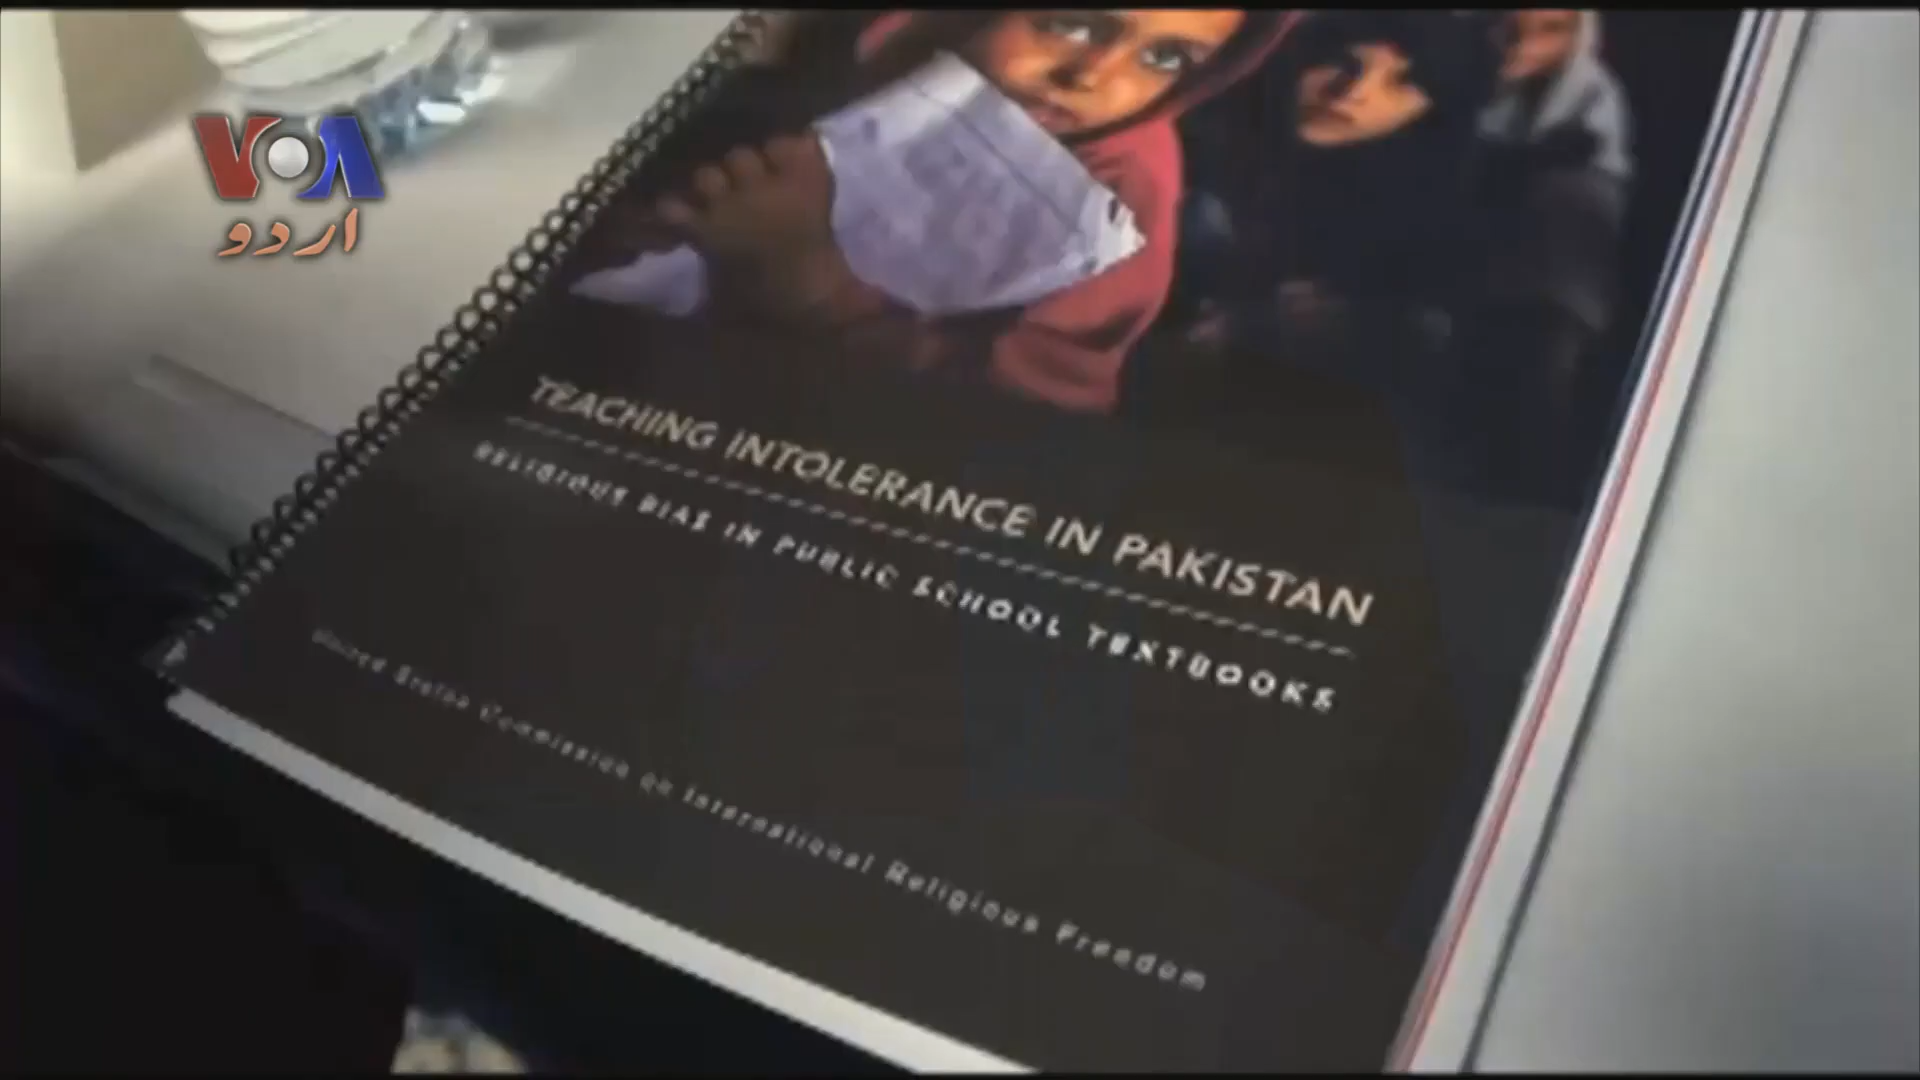 VOA
اردو
TEACHING INTOLERANCE IN PAKISTAN
RELIGIOUS BIAS IN PUBLIC SCHOOL TEXTBOOKS
United States Commission on International Religious Freedom